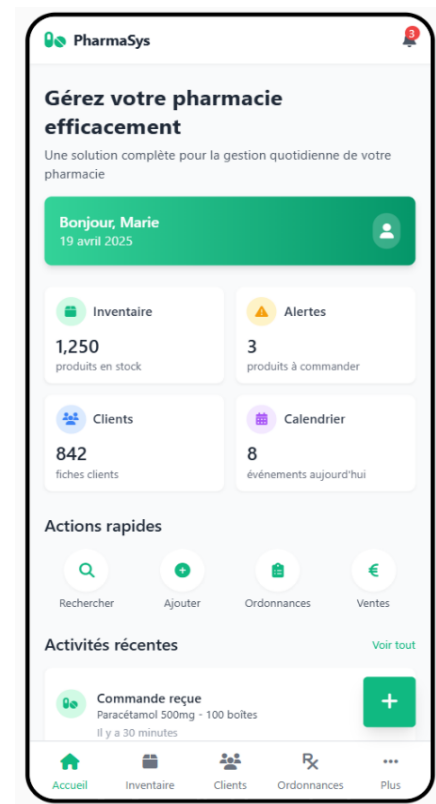 PharmaSys
3
Gérez votre pharmacie
efficacement
Une solution complète pour la gestion quotidienne de votre
pharmacie
Bonjour, Marie
19 avril 2025
Inventaire
1,250
produits en stock
Alertes
3
produits à commander
Clients
842
fiches clients
Calendrier
8
événements aujourd'hui
Actions rapides
Rechercher
Ajouter
Ordonnances
Ventes
Activités récentes
Voir tout
Commande reçue
Paracétamol 500mg - 100 boîtes
Il y a 30 minutes
Accueil
Inventaire
Clients
Ordonnances
Plus